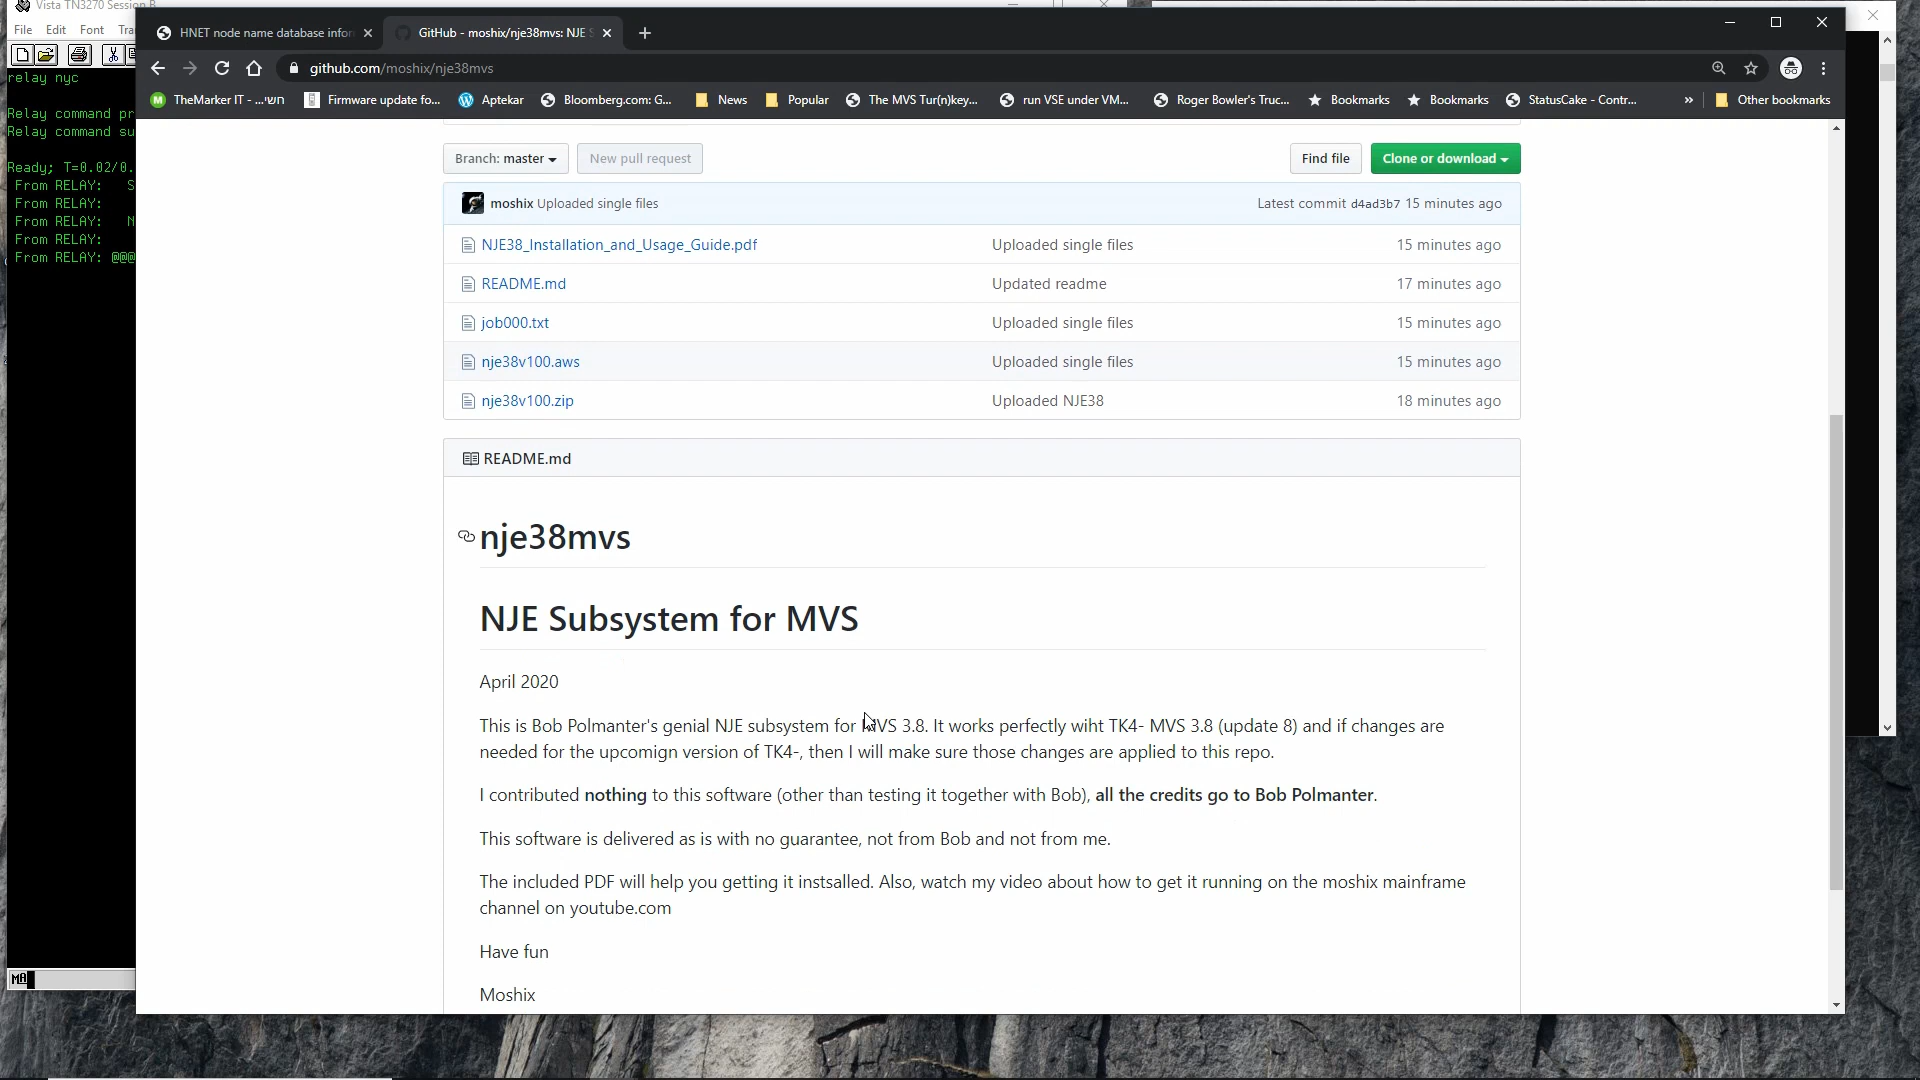 Vista TN3270 Session B
File Edit Font Tra
relay nyc
Relay command pr
Relay command su
Ready; T=0.02/0.
From RELAY: S
From RELAY:
From RELAY: N
From RELAY:
From RELAY: @@@
MA
HNET node name database infor
GitHub - moshix/nje38mvs: NJE S
github.com/moshix/nje38mvs
TheMarker IT - ...חשי
Firmware update fo...
Aptekar
Bloomberg.com: G...
News
Popular
The MVS Tur(n)key...
run VSE under VM...
Roger Bowler's Truc...
Bookmarks
Bookmarks
StatusCake - Contr...
»
Other bookmarks
Branch: master
New pull request
Find file
Clone or download
moshix Uploaded single files Latest commit d4ad3b7 15 minutes ago
NJE38_Installation_and_Usage_Guide.pdf Uploaded single files 15 minutes ago
README.md Updated readme 17 minutes ago
job000.txt Uploaded single files 15 minutes ago
nje38v100.aws Uploaded single files 15 minutes ago
nje38v100.zip Uploaded NJE38 18 minutes ago
README.md
nje38mvs
NJE Subsystem for MVS
April 2020
This is Bob Polmanter's genial NJE subsystem for MVS 3.8. It works perfectly wiht TK4- MVS 3.8 (update 8) and if changes are
needed for the upcomign version of TK4-, then I will make sure those changes are applied to this repo.
I contributed nothing to this software (other than testing it together with Bob), all the credits go to Bob Polmanter.
This software is delivered as is with no guarantee, not from Bob and not from me.
The included PDF will help you getting it instsalled. Also, watch my video about how to get it running on the moshix mainframe
channel on youtube.com
Have fun
Moshix